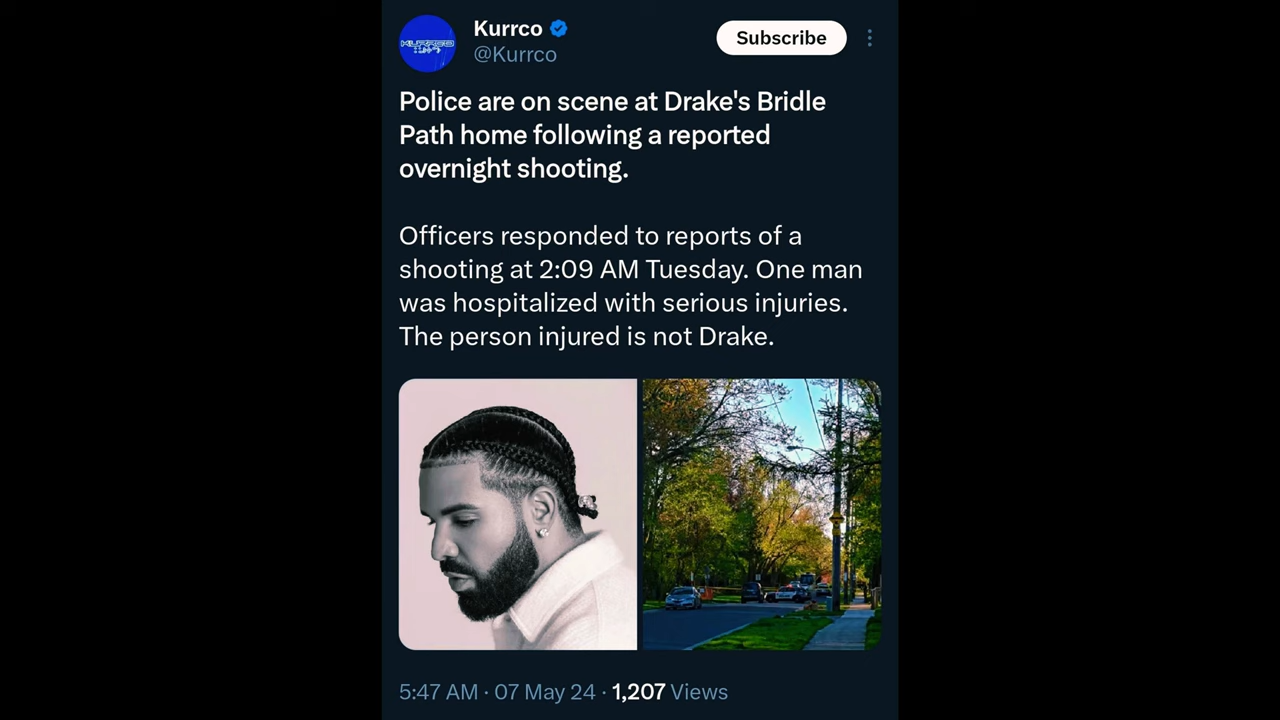 Kurrco
@Kurrco
Subscribe
Police are on scene at Drake's Bridle
Path home following a reported
overnight shooting.
Officers responded to reports of a
shooting at 2:09 AM Tuesday. One man
was hospitalized with serious injuries.
The person injured is not Drake.
5:47 AM · 07 May 24 · 1,207 Views